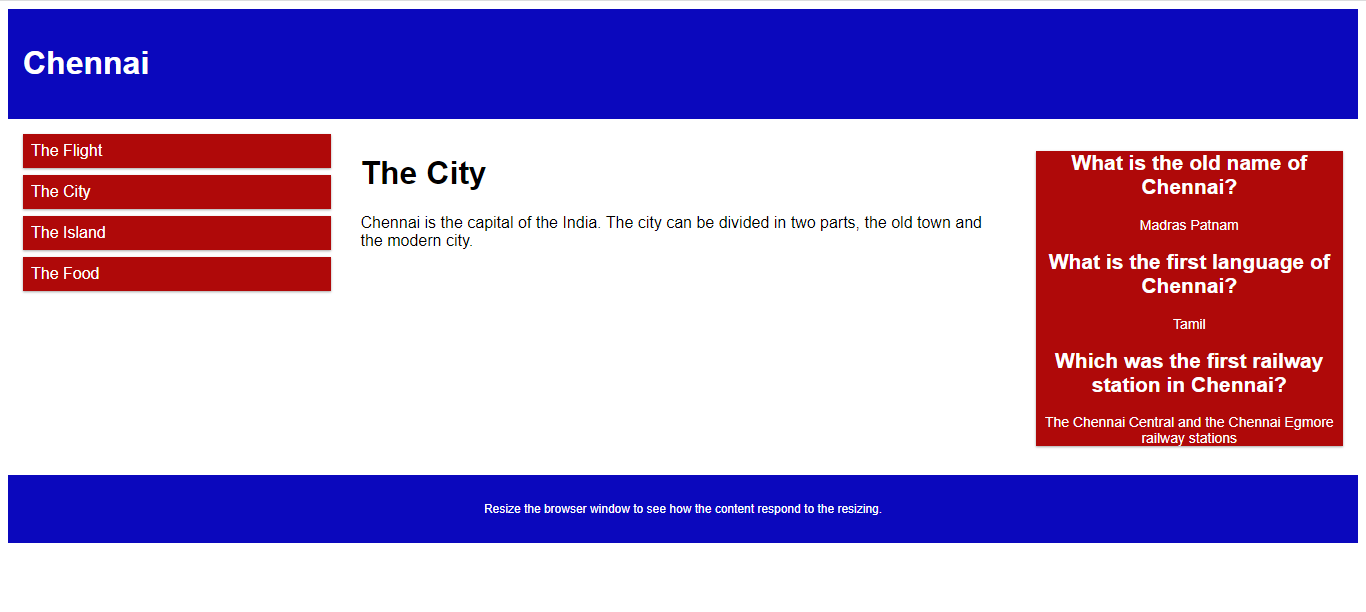 Chennai
The Flight
The City
The Island
The Food
The City
Chennai is the capital of the India. The city can be divided in two parts, the old town and
the modern city.
What is the old name of
Chennai?
Madras Patnam
What is the first language of
Chennai?
Tamil
Which was the first railway
station in Chennai?
The Chennai Central and the Chennai Egmore
railway stations
Resize the browser window to see how the content respond to the resizing.